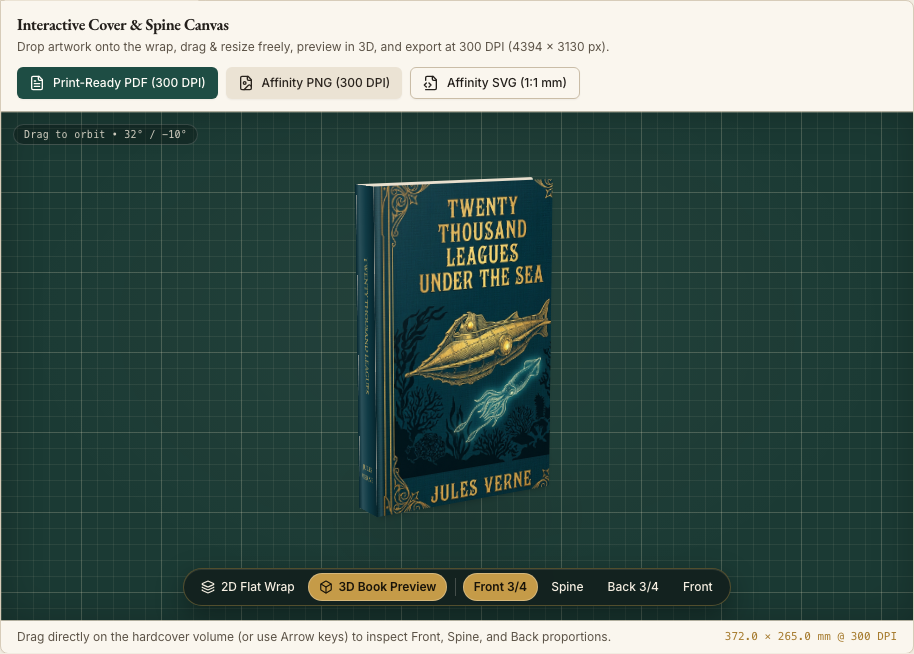 Interactive Cover & Spine Canvas
Drop artwork onto the wrap, drag & resize freely, preview in 3D, and export at 300 DPI (4394 × 3130 px).
Print-Ready PDF (300 DPI)
Affinity PNG (300 DPI)
Affinity SVG (1:1 mm)
Drag to orbit • 32° / −10°
TWENTY
THOUSAND
LEAGUES
UNDER THE SEA
JULES VERNE
TWENTY THOUSAND LEAGUES
2D Flat Wrap
3D Book Preview
Front 3/4
Spine
Back 3/4
Front
Drag directly on the hardcover volume (or use Arrow keys) to inspect Front, Spine, and Back proportions.
372.0 × 265.0 mm @ 300 DPI